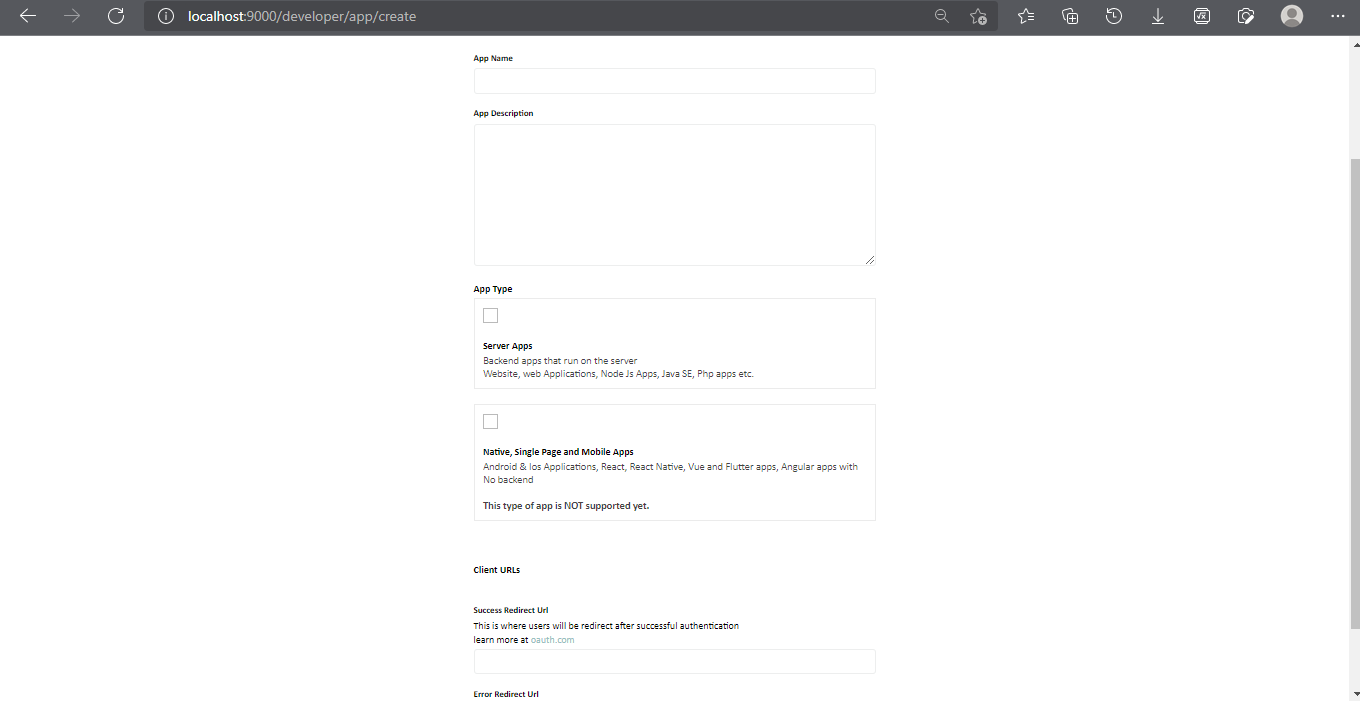 localhost:9000/developer/app/create
App Name
App Description
App Type
Server Apps
Backend apps that run on the server
Website, web Applications, Node Js Apps, Java SE, Php apps etc.
Native, Single Page and Mobile Apps
Android & Ios Applications, React, React Native, Vue and Flutter apps, Angular apps with
No backend
This type of app is NOT supported yet.
Client URLs
Success Redirect Url
This is where users will be redirect after successful authentication
learn more at oauth.com
Error Redirect Url